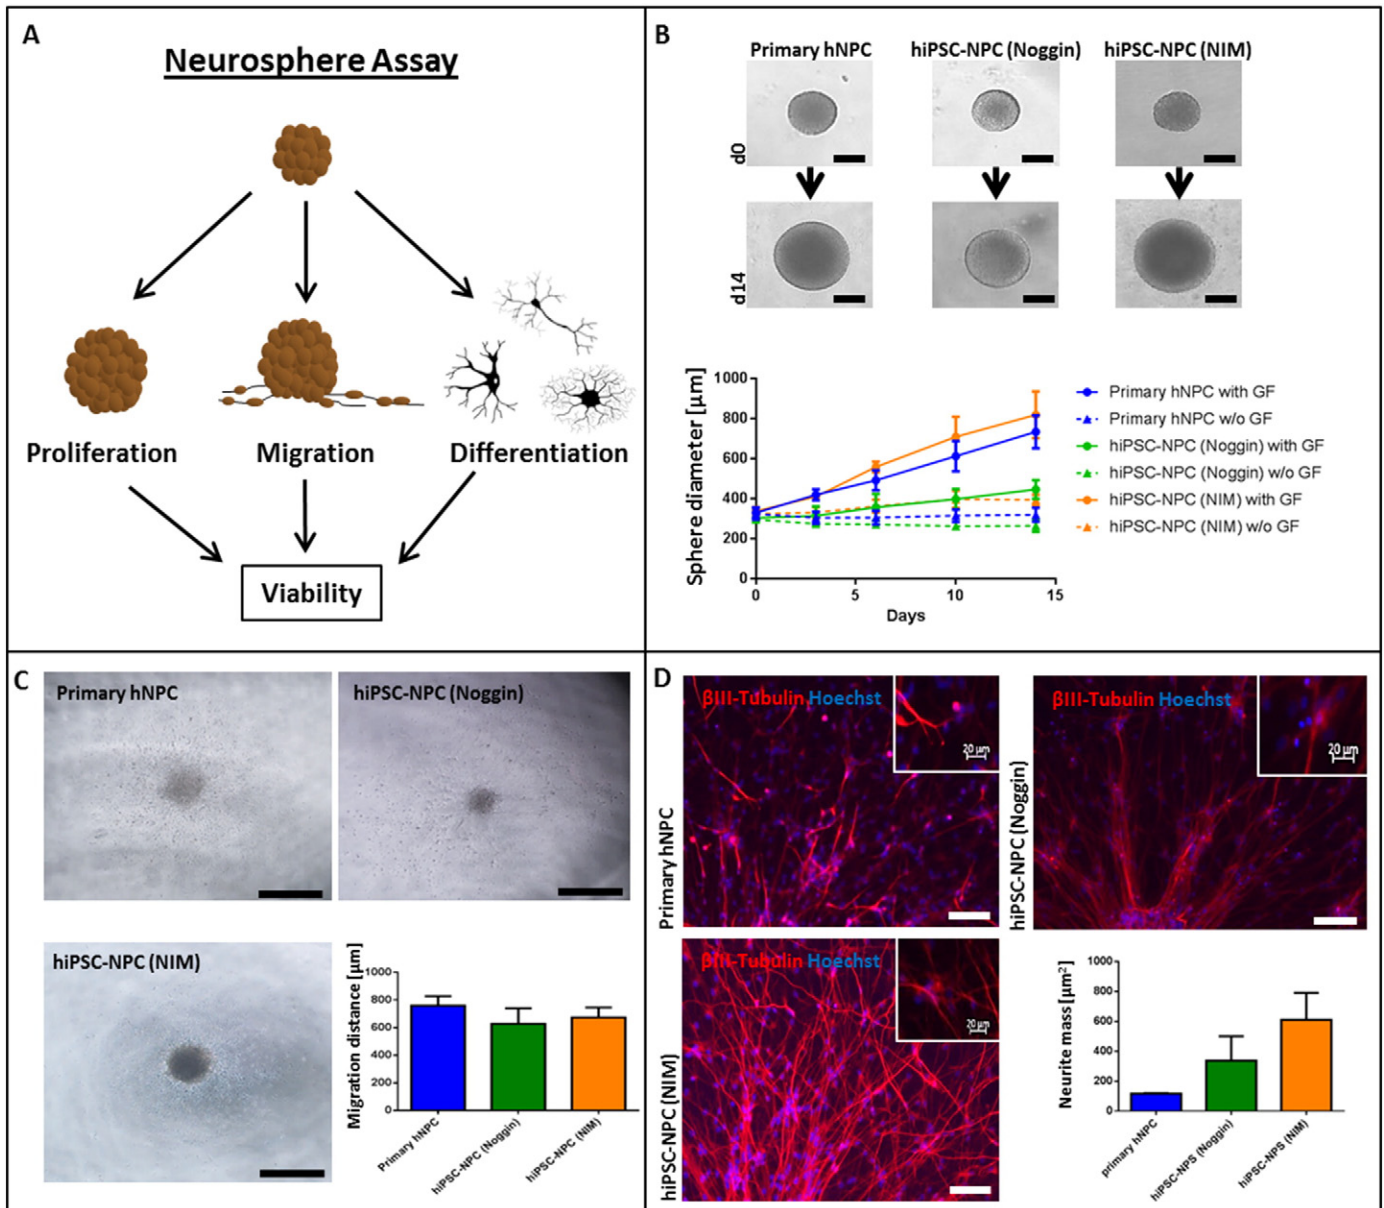 A
Neurosphere Assay
Proliferation
Migration
Differentiation
Viability
B
Primary hNPC
hiPSC-NPC (Noggin)
hiPSC-NPC (NIM)
d0
d14
Sphere diameter [µm]
1000
800
600
400
200
0
0
5
10
15
Days
Primary hNPC with GF
Primary hNPC w/o GF
hiPSC-NPC (Noggin) with GF
hiPSC-NPC (Noggin) w/o GF
hiPSC-NPC (NIM) with GF
hiPSC-NPC (NIM) w/o GF
C
Primary hNPC
hiPSC-NPC (Noggin)
hiPSC-NPC (NIM)
Migration distance [µm]
1000
800
600
400
200
0
Primary hNPC
hiPSC-NPC (Noggin)
hiPSC-NPC (NIM)
D
Primary hNPC
βIII-Tubulin Hoechst
20 µm
hiPSC-NPC (Noggin)
βIII-Tubulin Hoechst
20 µm
hiPSC-NPC (NIM)
βIII-Tubulin Hoechst
20 µm
Neurite mass [µm²]
1000
800
600
400
200
0
primary hNPC
hiPSC-NPS (Noggin)
hiPSC-NPS (NIM)